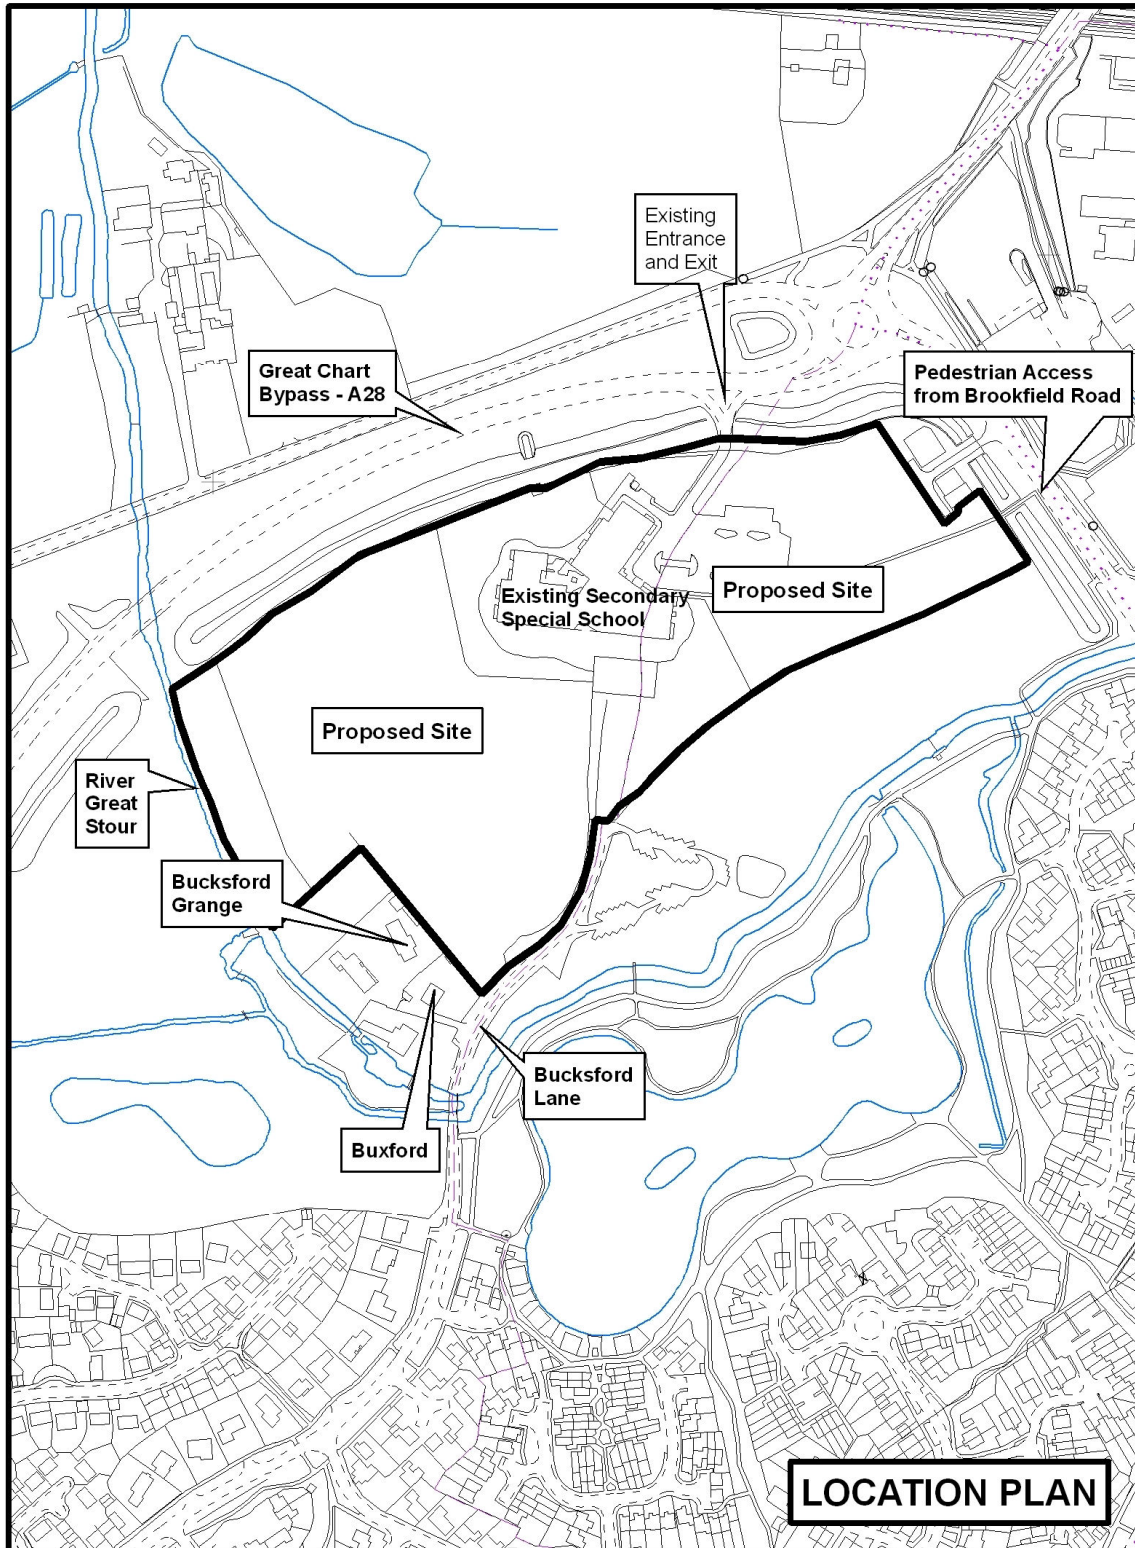 Existing
Entrance
and Exit
Great Chart
Bypass - A28
Pedestrian Access
from Brookfield Road
Existing Secondary
Special School
Proposed Site
Proposed Site
River
Great
Stour
Bucksford
Grange
Bucksford
Lane
Buxford
LOCATION PLAN